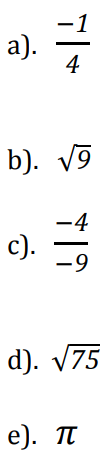 a). −1/4
b). √9
c). −4/−9
d). √75
e). π